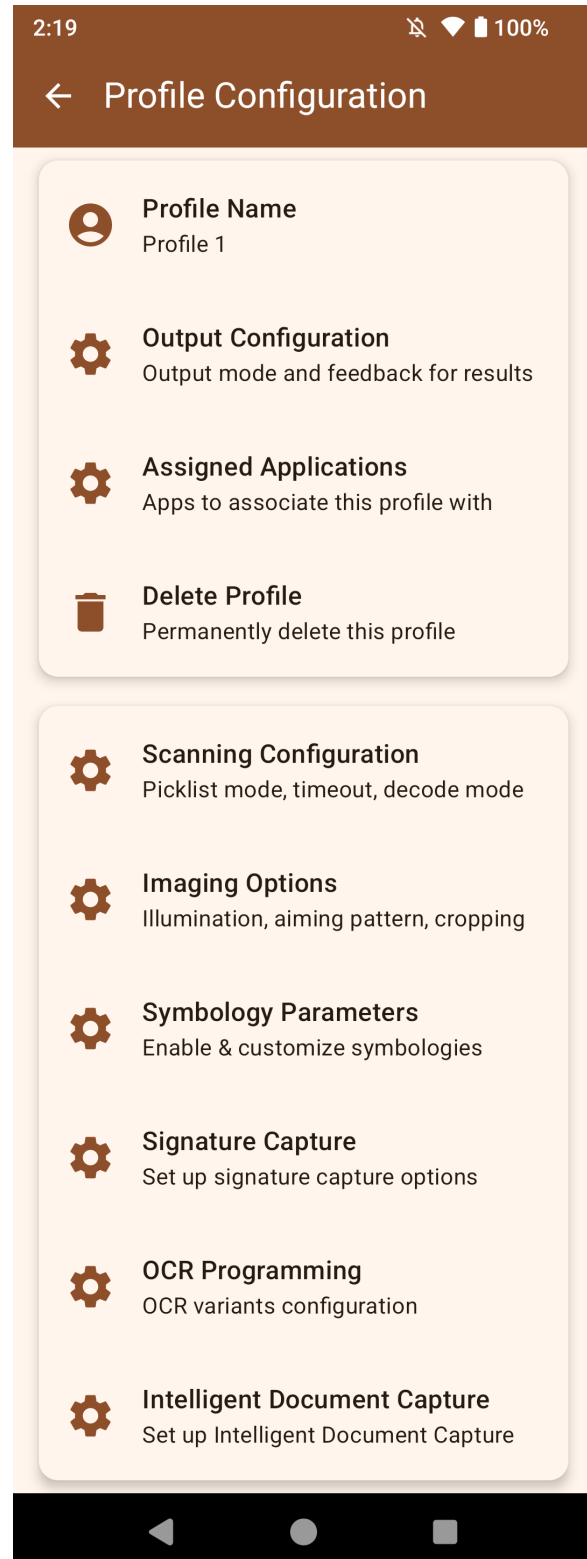 2:19 100%
Profile Configuration
Profile Name
Profile 1
Output Configuration
Output mode and feedback for results
Assigned Applications
Apps to associate this profile with
Delete Profile
Permanently delete this profile
Scanning Configuration
Picklist mode, timeout, decode mode
Imaging Options
Illumination, aiming pattern, cropping
Symbology Parameters
Enable & customize symbologies
Signature Capture
Set up signature capture options
OCR Programming
OCR variants configuration
Intelligent Document Capture
Set up Intelligent Document Capture